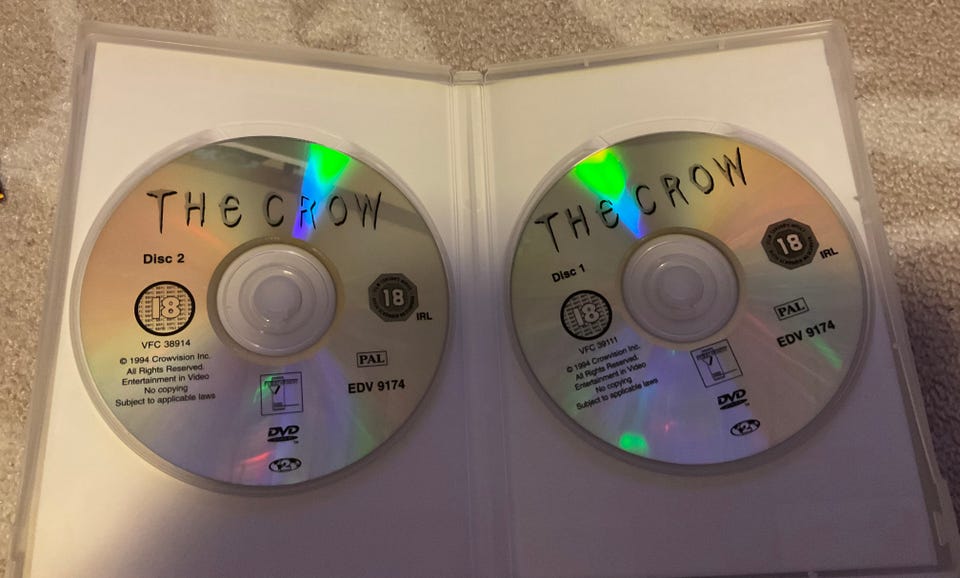 THE CROW
Disc 2
18
18
IRL
VFC 38914
© 1994 Crowvision Inc.
All Rights Reserved.
Entertainment in Video
No copying
Subject to applicable laws
PAL
EDV 9174
DVD
THE CROW
Disc 1
18
18
IRL
VFC 39111
© 1994 Crowvision Inc.
All Rights Reserved.
Entertainment in Video
No copying
Subject to applicable laws
PAL
EDV 9174
DVD